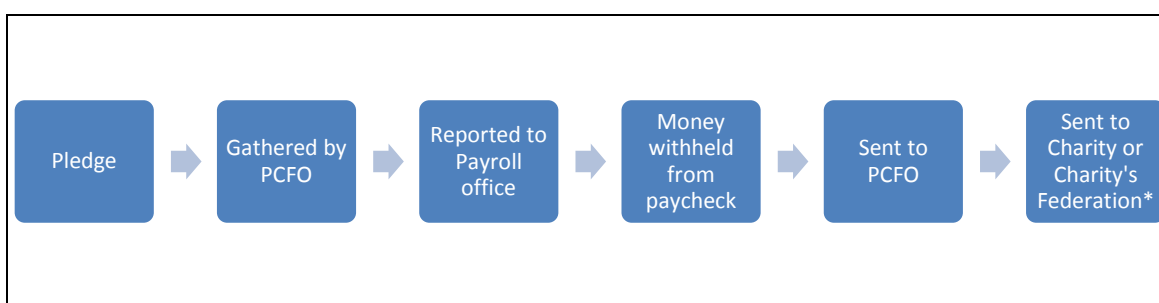 Pledge
Gathered by
PCFO
Reported to
Payroll
office
Money
withheld
from
paycheck
Sent to
PCFO
Sent to
Charity or
Charity's
Federation*